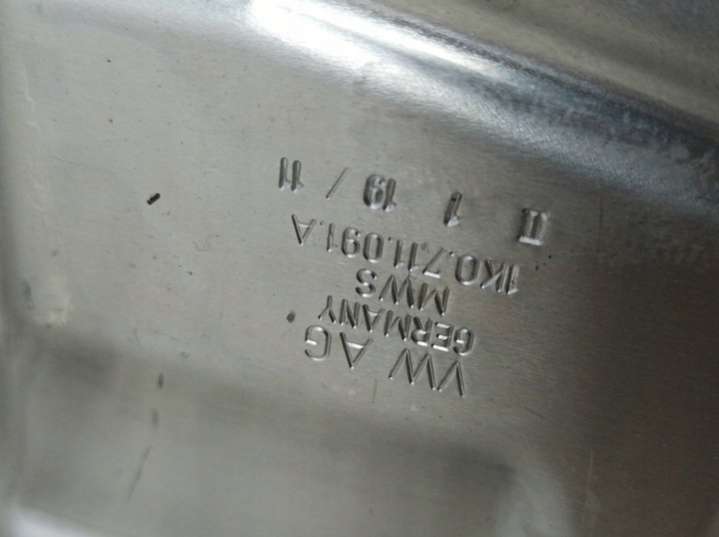 VW AG
GERMANY
MWS
1K0.711.091.A
II 1 19 / 11